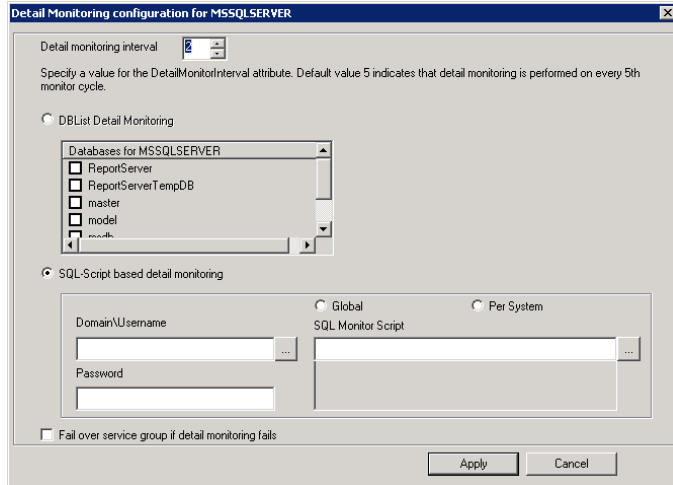 Detail Monitoring configuration for MSSQLSERVER
Detail monitoring interval 2
Specify a value for the DetailMonitorInterval attribute. Default value 5 indicates that detail monitoring is performed on every 5th
monitor cycle.
DBList Detail Monitoring
Databases for MSSQLSERVER
ReportServer
ReportServerTempDB
master
model
msdb
SQL-Script based detail monitoring
Global Per System
Domain\Username SQL Monitor Script
... ...
Password
Fail over service group if detail monitoring fails
Apply Cancel